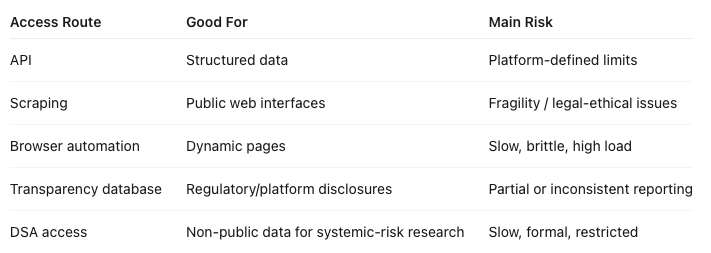 Access Route Good For Main Risk
API Structured data Platform-defined limits
Scraping Public web interfaces Fragility / legal-ethical issues
Browser automation Dynamic pages Slow, brittle, high load
Transparency database Regulatory/platform disclosures Partial or inconsistent reporting
DSA access Non-public data for systemic-risk research Slow, formal, restricted